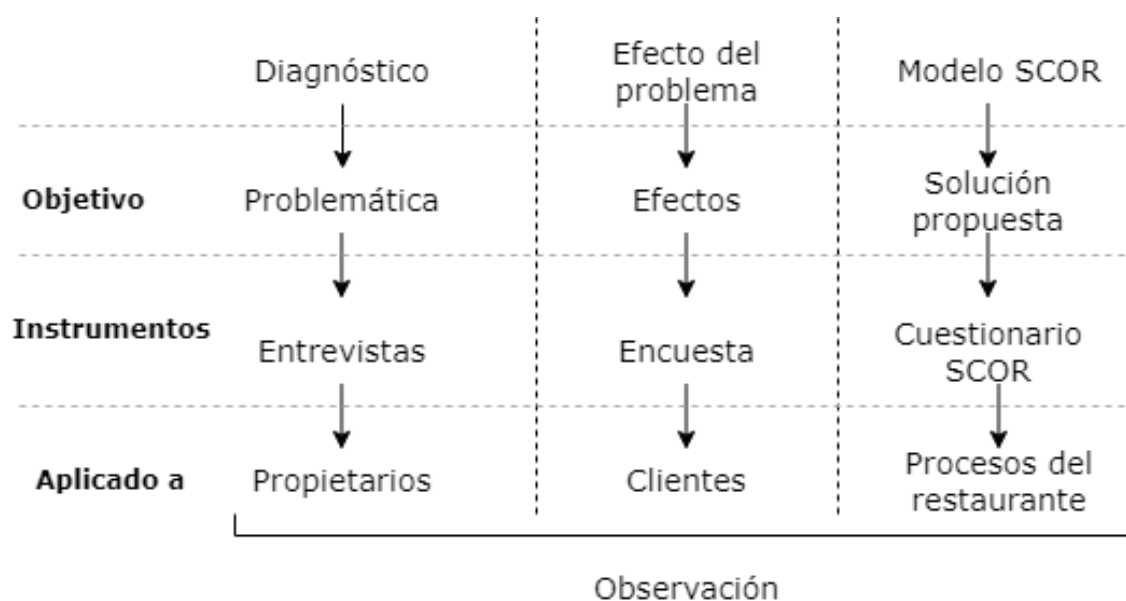 Diagnóstico
Efecto del
problema
Modelo SCOR
Objetivo
Problemática
Efectos
Solución
propuesta
Instrumentos
Entrevistas
Encuesta
Cuestionario
SCOR
Aplicado a
Propietarios
Clientes
Procesos del
restaurante
Observación